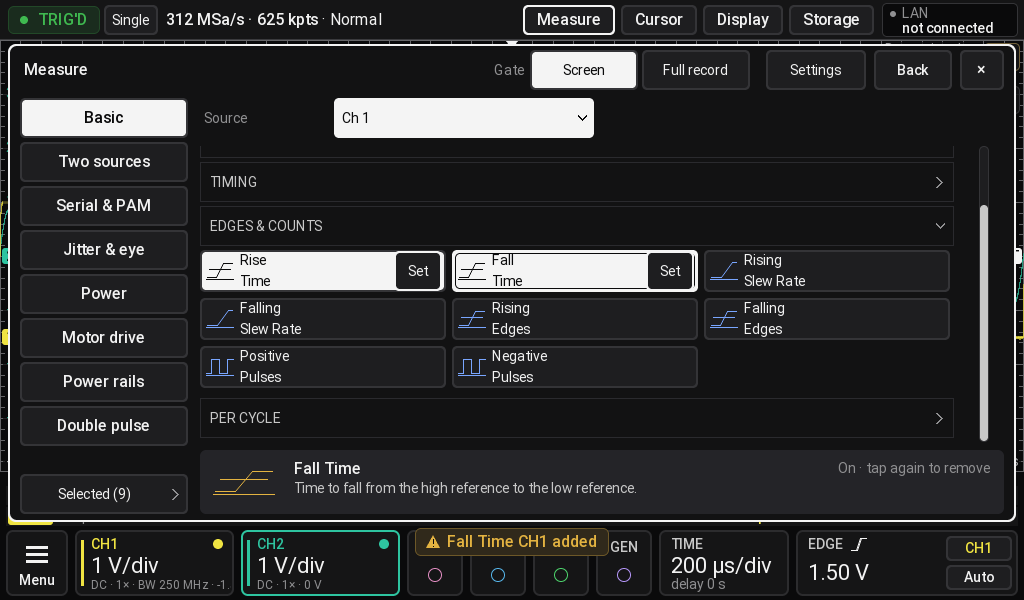 TRIG'D
Single
312 MSa/s · 625 kpts · Normal
Measure
Cursor
Display
Storage
LAN
not connected
Measure
Gate
Screen
Full record
Settings
Back
×
Basic
Source
Ch 1
Two sources
Serial & PAM
Jitter & eye
Power
Motor drive
Power rails
Double pulse
Selected (9)
TIMING
EDGES & COUNTS
Rise
Time
Set
Fall
Time
Set
Rising
Slew Rate
Falling
Slew Rate
Rising
Edges
Falling
Edges
Positive
Pulses
Negative
Pulses
PER CYCLE
Fall Time
On · tap again to remove
Time to fall from the high reference to the low reference.
Menu
CH1
1 V/div
DC · 1× · BW 250 MHz · -1.
CH2
1 V/div
DC · 1× · 0 V
Fall Time CH1 added
GEN
TIME
200 µs/div
delay 0 s
EDGE
1.50 V
CH1
Auto